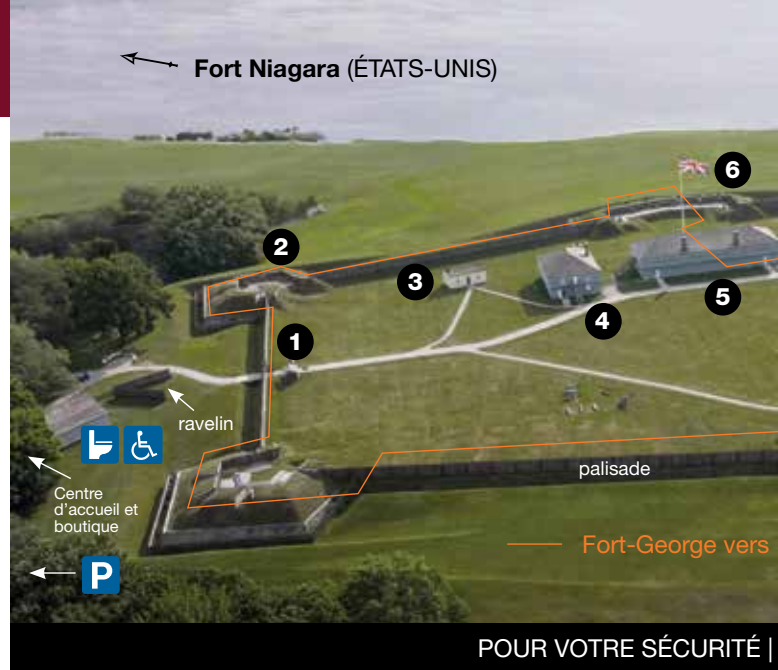 Fort Niagara (ÉTATS-UNIS)
6
2
3
5
4
1
ravelin
palisade
Centre
d'accueil et
boutique
Fort-George vers
P
POUR VOTRE SÉCURITÉ |